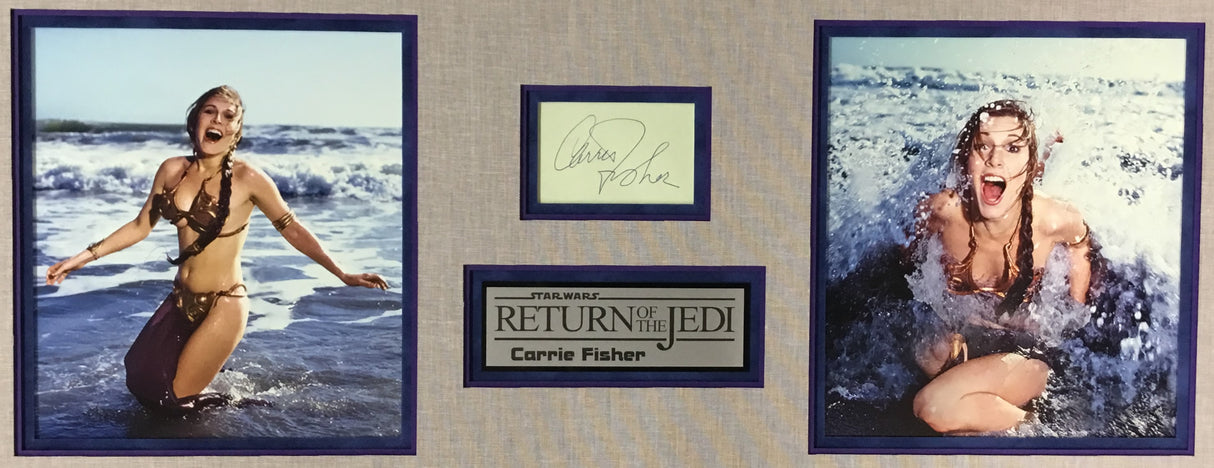 Carrie Fisher
STAR WARS
RETURN OF THE JEDI
Carrie Fisher